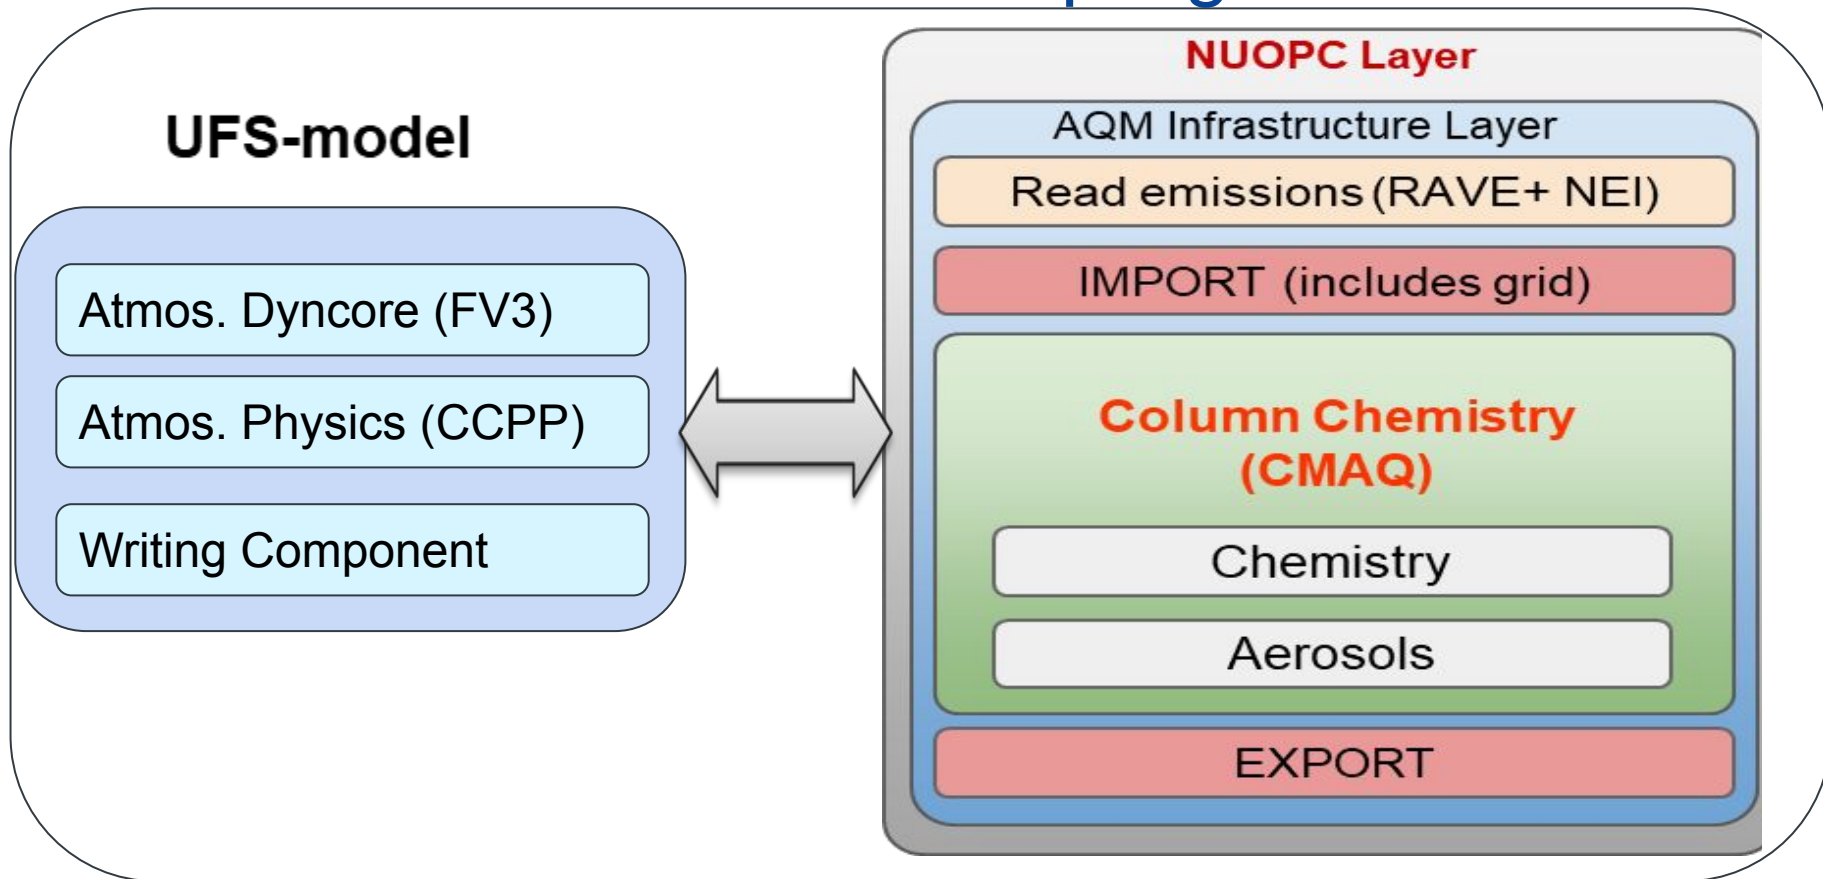 UFS-model
Atmos. Dyncore (FV3)
Atmos. Physics (CCPP)
Writing Component
NUOPC Layer
AQM Infrastructure Layer
Read emissions (RAVE+ NEI)
IMPORT (includes grid)
Column Chemistry
(CMAQ)
Chemistry
Aerosols
EXPORT